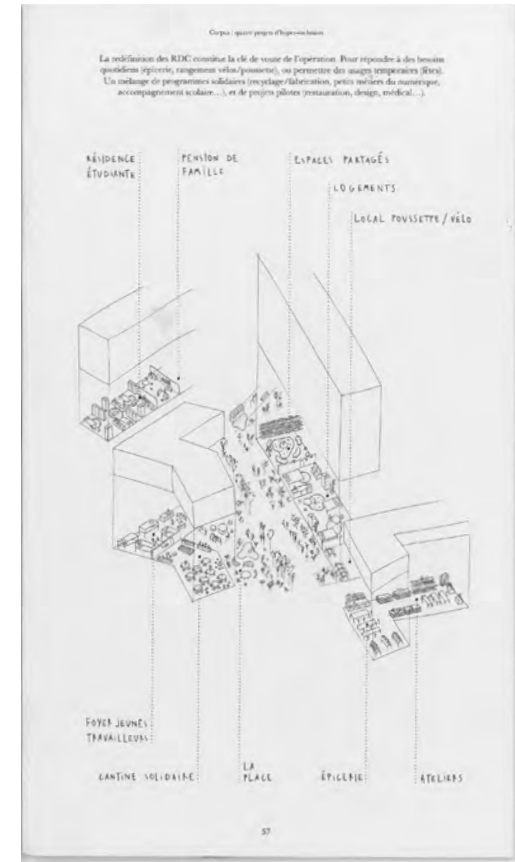 Corpus : quatre projets d'hyper-inclusion
La redéfinition des RDC constitue la clé de voute de l'opération. Pour répondre à des besoins
quotidiens (épicerie, rangement vélos/poussette), ou permettre des usages temporaires (fêtes).
Un mélange de programmes solidaires (recyclage/fabrication, petits métiers du numérique,
accompagnement scolaire…), et de projets pilotes (restauration, design, médical…).
RÉSIDENCE
ÉTUDIANTE
PENSION DE
FAMILLE
ESPACES PARTAGÉS
LOGEMENTS
LOCAL POUSSETTE / VÉLO
FOYER JEUNES
TRAVAILLEURS
CANTINE SOLIDAIRE
LA
PLACE
ÉPICERIE
ATELIERS
57